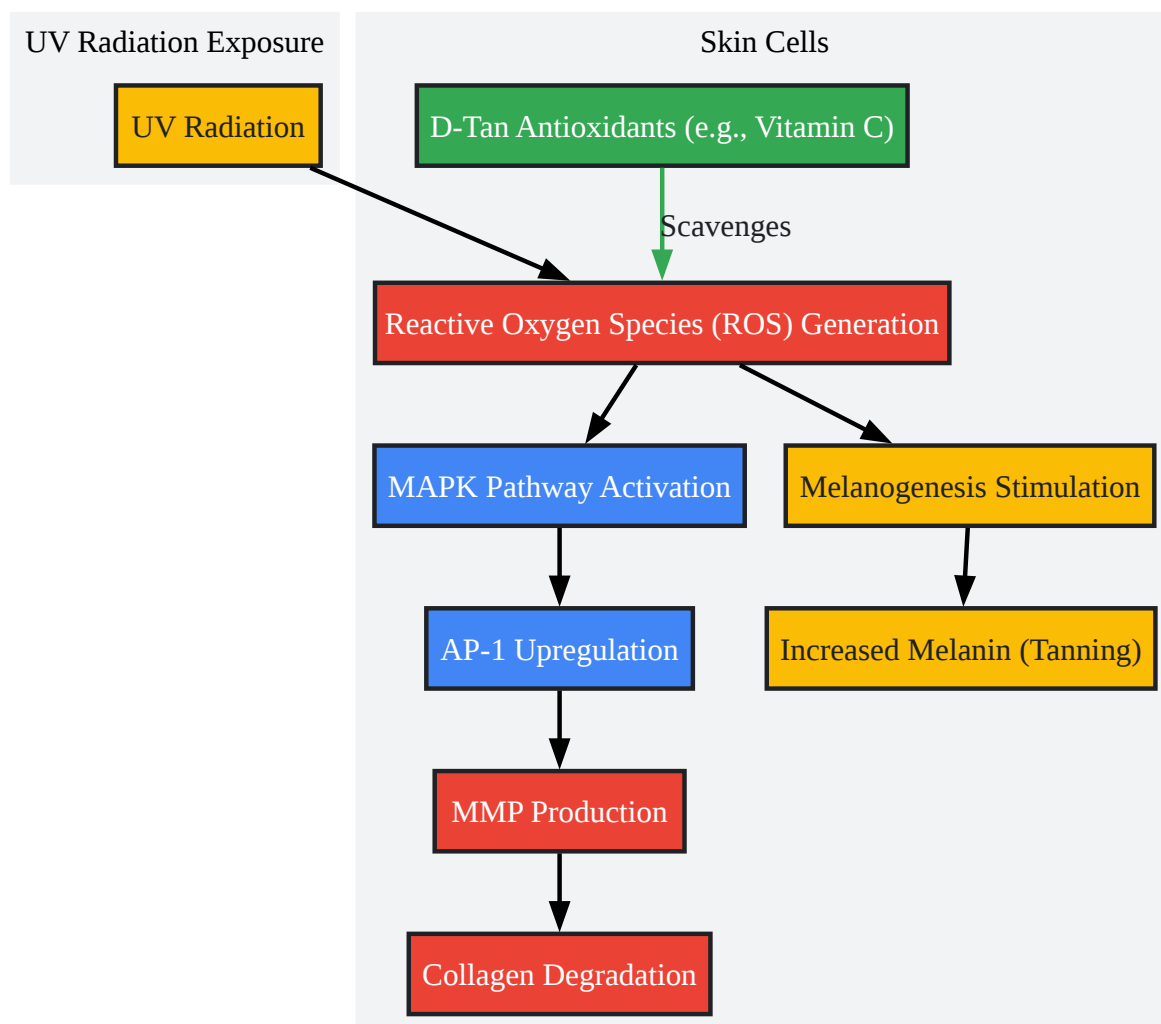 UV Radiation Exposure
Skin Cells
UV Radiation
D-Tan Antioxidants (e.g., Vitamin C)
Scavenges
Reactive Oxygen Species (ROS) Generation
MAPK Pathway Activation
Melanogenesis Stimulation
AP-1 Upregulation
Increased Melanin (Tanning)
MMP Production
Collagen Degradation